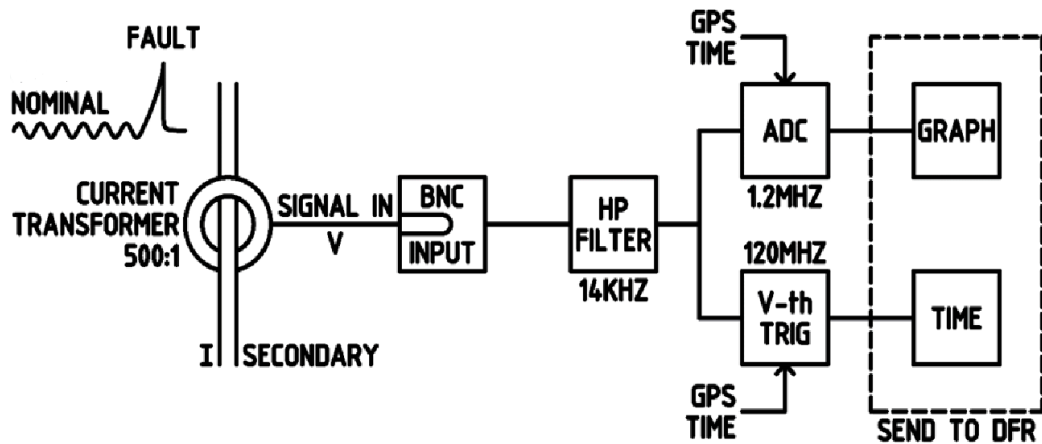 FAULT
NOMINAL
CURRENT
TRANSFORMER
500:1
I SECONDARY
SIGNAL IN
V
BNC
INPUT
HP
FILTER
14KHZ
GPS
TIME
ADC
1.2MHZ
120MHZ
V-th
TRIG
GPS
TIME
GRAPH
TIME
SEND TO DFR